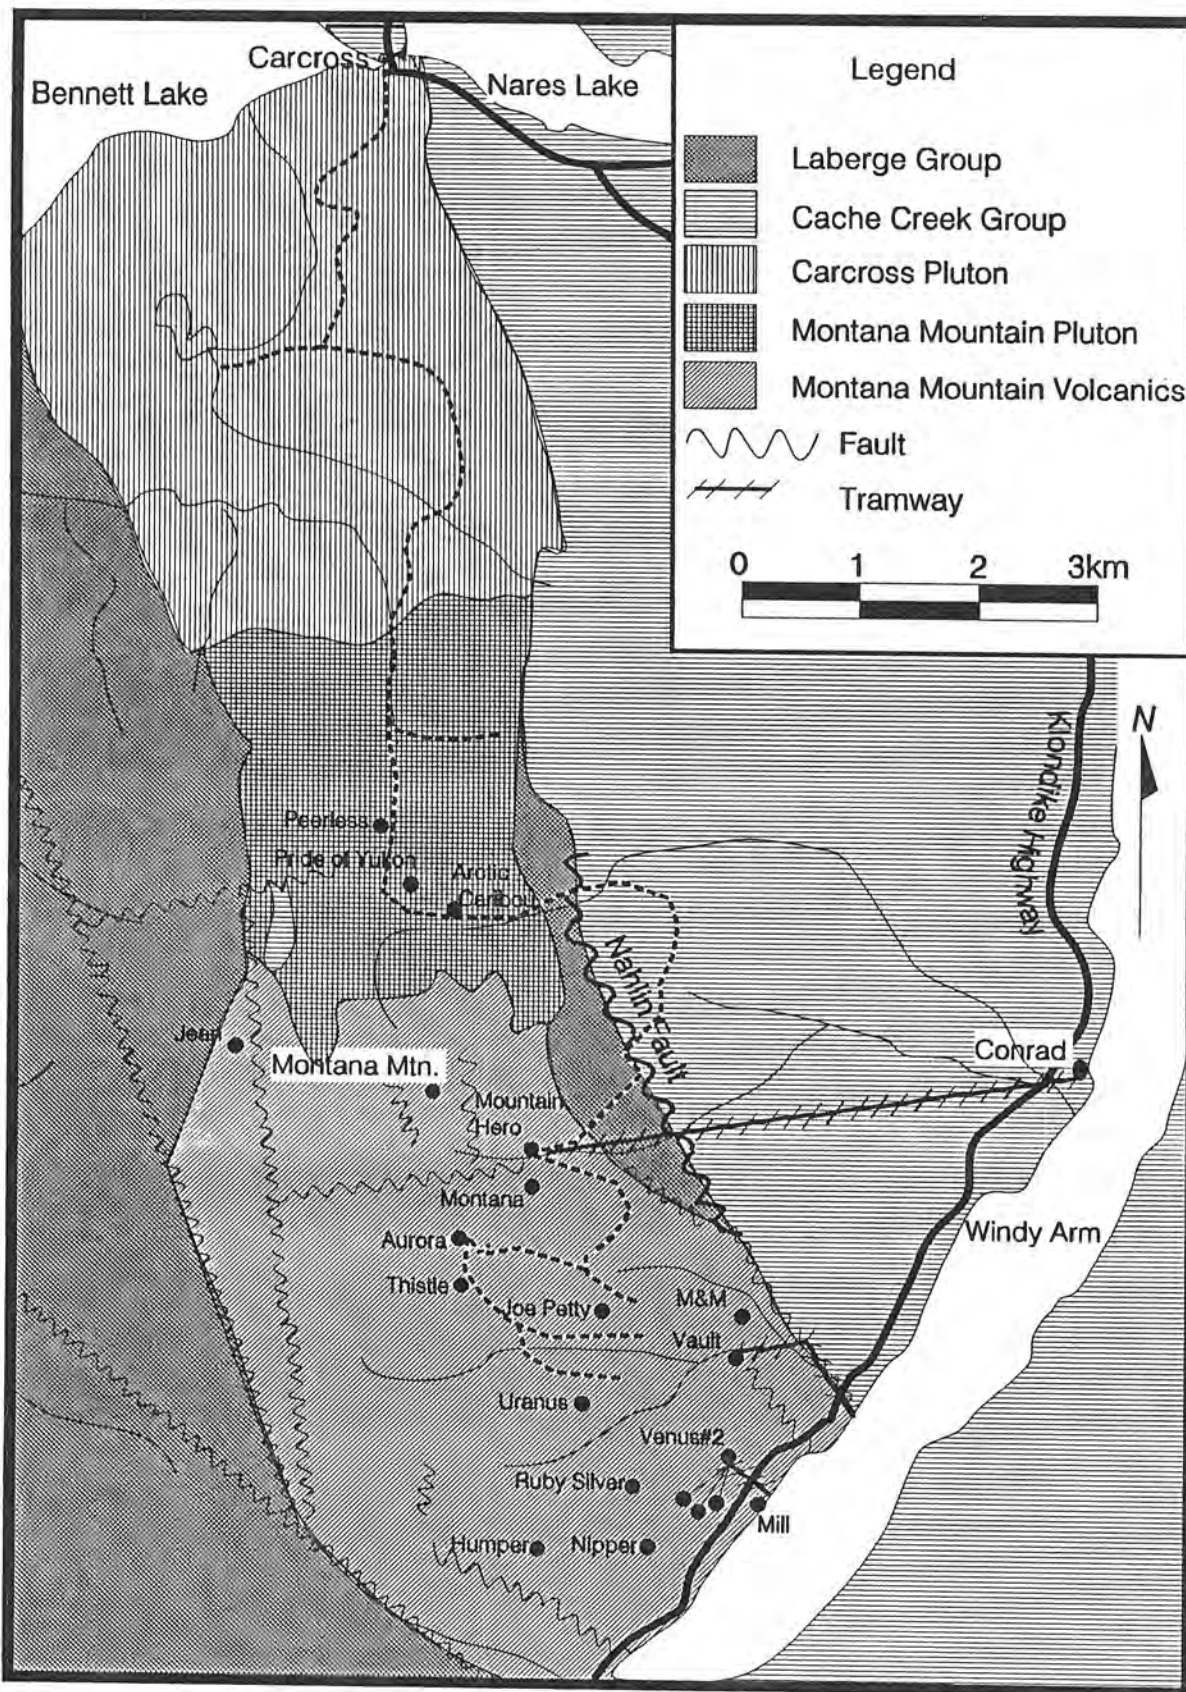 Carcross
Bennett Lake
Nares Lake
Legend
Laberge Group
Cache Creek Group
Carcross Pluton
Montana Mountain Pluton
Montana Mountain Volcanics
Fault
Tramway
0 1 2 3km
N
Klondike Highway
Peerless
Pride of Yukon
Arctic
Caribou
Nahlin Fault
Jean
Montana Mtn.
Conrad
Mountain
Hero
Montana
Windy Arm
Aurora
Thistle
Joe Petty
M&M
Vault
Uranus
Venus#2
Ruby Silver
Mill
Humper
Nipper